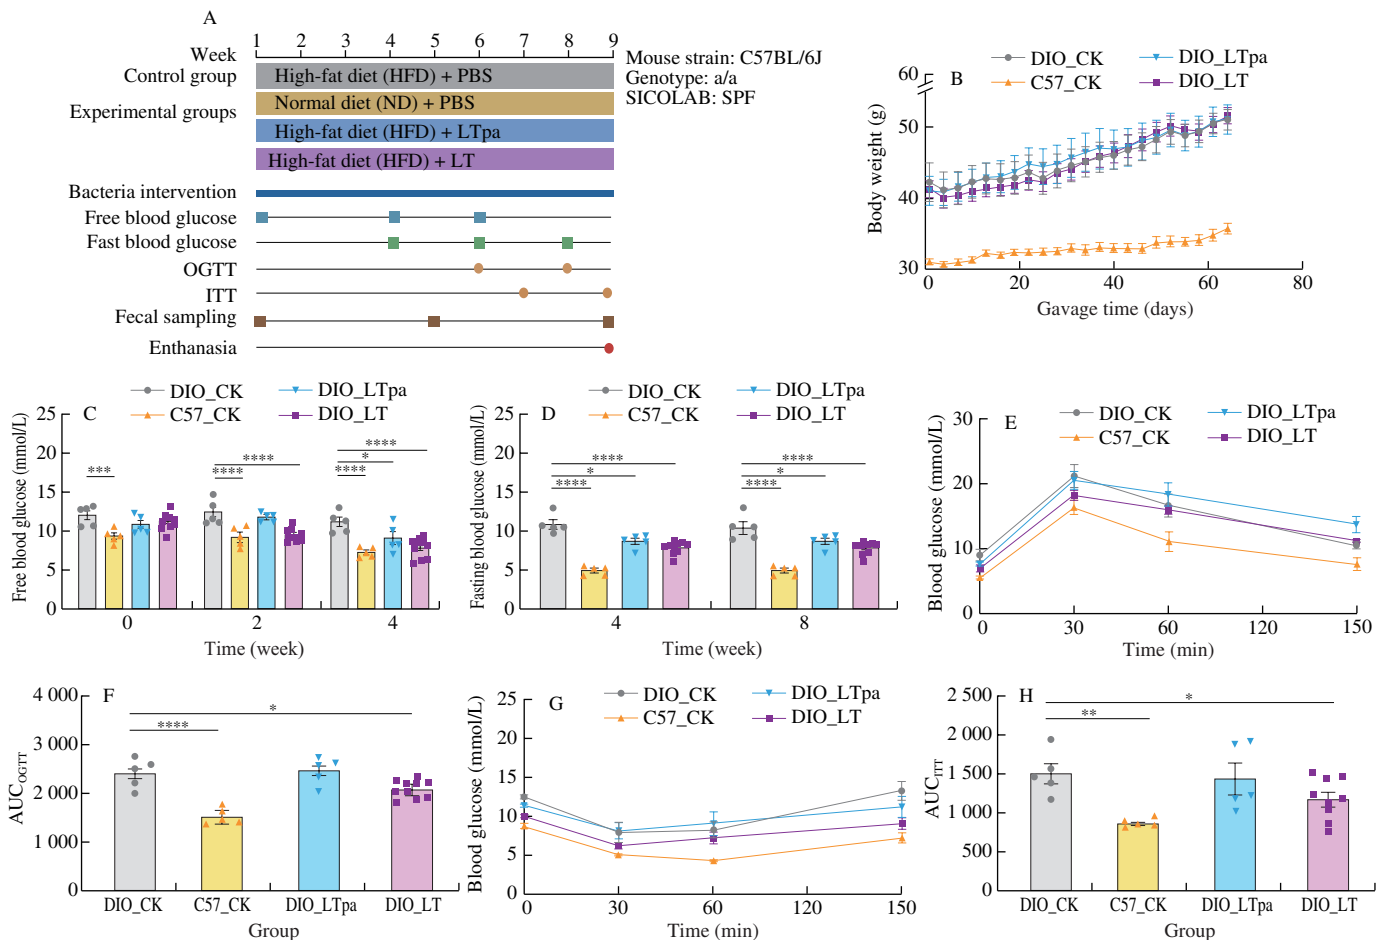 A
Week
1 2 3 4 5 6 7 8 9
Control group
High-fat diet (HFD) + PBS
Experimental groups
Normal diet (ND) + PBS
High-fat diet (HFD) + LTpa
High-fat diet (HFD) + LT
Mouse strain: C57BL/6J
Genotype: a/a
SICOLAB: SPF
Bacteria intervention
Free blood glucose
Fast blood glucose
OGTT
ITT
Fecal sampling
Enthanasia
B
DIO_CK
DIO_LTpa
C57_CK
DIO_LT
Body weight (g)
60
50
40
30
0 20 40 60 80
Gavage time (days)
C
DIO_CK
DIO_LTpa
C57_CK
DIO_LT
Free blood glucose (mmol/L)
25
20
15
10
5
0
***
****
****
****
*
****
0 2 4
Time (week)
D
DIO_CK
DIO_LTpa
C57_CK
DIO_LT
Fasting blood glucose (mmol/L)
25
20
15
10
5
0
****
*
****
****
*
****
4 8
Time (week)
E
DIO_CK
DIO_LTpa
C57_CK
DIO_LT
Blood glucose (mmol/L)
30
20
10
0
0 30 60 120 150
Time (min)
F
AUCOGTT
4 000
3 000
2 000
1 000
0
*
****
DIO_CK C57_CK DIO_LTpa DIO_LT
Group
G
DIO_CK
DIO_LTpa
C57_CK
DIO_LT
Blood glucose (mmol/L)
25
20
15
10
5
0
0 30 60 120 150
Time (min)
H
AUCITT
2 500
2 000
1 500
1 000
500
0
*
**
DIO_CK C57_CK DIO_LTpa DIO_LT
Group